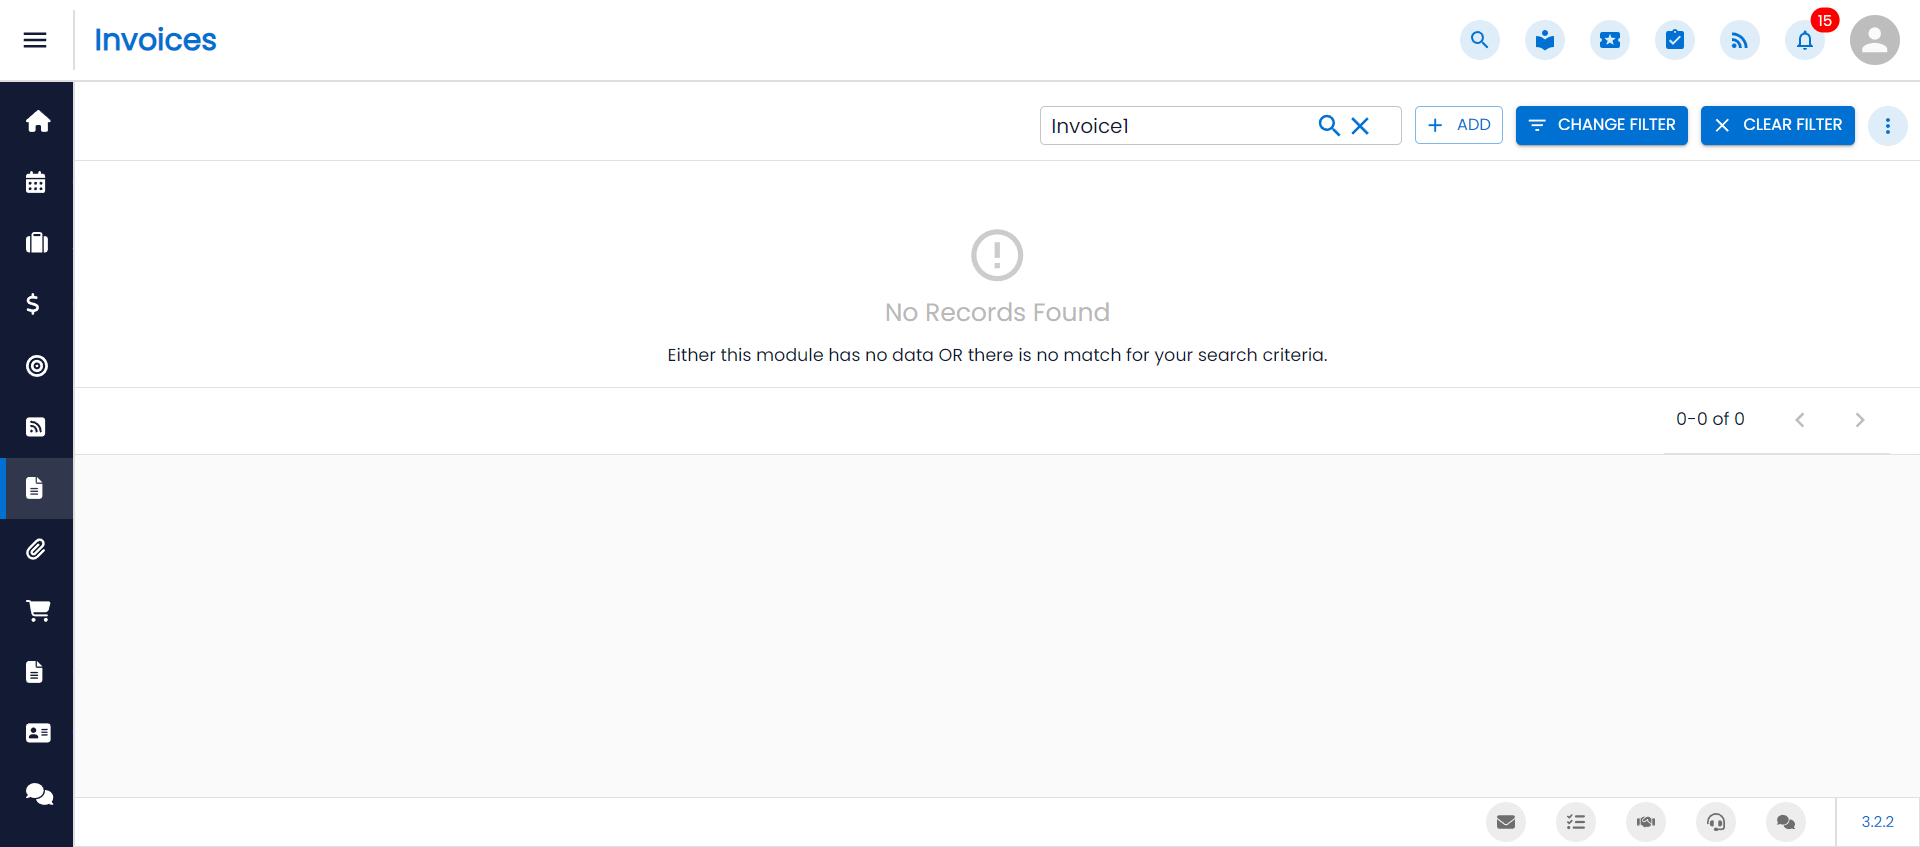 Invoices
15
Invoice1
ADD
CHANGE FILTER
CLEAR FILTER
No Records Found
Either this module has no data OR there is no match for your search criteria.
0-0 of 0
3.2.2